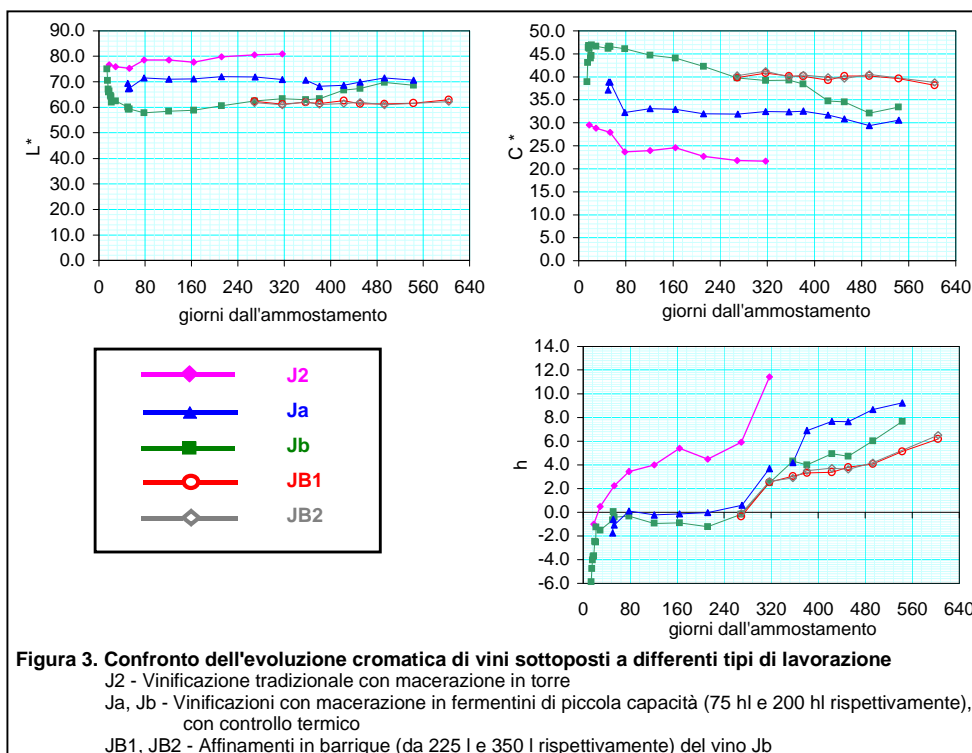 90.0
80.0
70.0
60.0
50.0
40.0
30.0
20.0
10.0
0.0
L*
0 80 160 240 320 400 480 560 640
giorni dall'ammostamento
50.0
45.0
40.0
35.0
30.0
25.0
20.0
15.0
10.0
5.0
0.0
C*
0 80 160 240 320 400 480 560 640
giorni dall'ammostamento
J2
Ja
Jb
JB1
JB2
14.0
12.0
10.0
8.0
6.0
4.0
2.0
0.0
-2.0
-4.0
-6.0
h
0 80 160 240 320 400 480 560 640
giorni dall'ammostamento
Figura 3. Confronto dell'evoluzione cromatica di vini sottoposti a differenti tipi di lavorazione
J2 - Vinificazione tradizionale con macerazione in torre
Ja, Jb - Vinificazioni con macerazione in fermentini di piccola capacità (75 hl e 200 hl rispettivamente),
con controllo termico
JB1, JB2 - Affinamenti in barrique (da 225 l e 350 l rispettivamente) del vino Jb